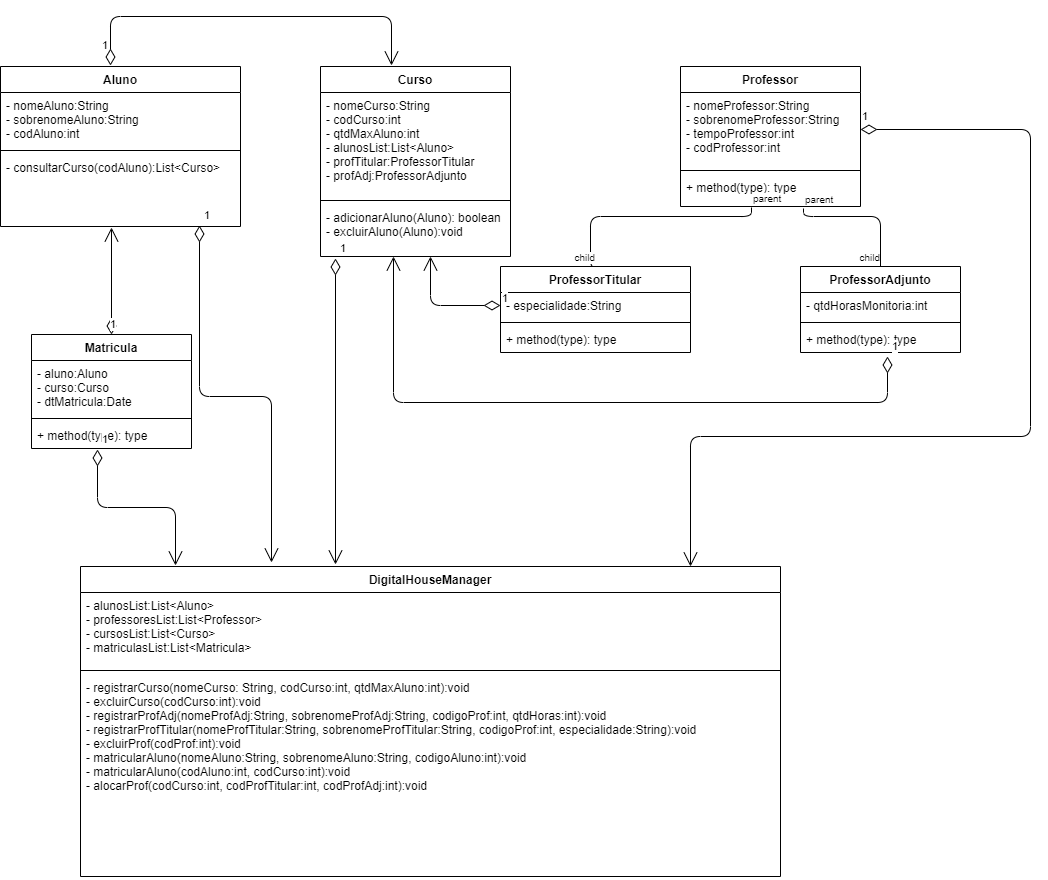 1
Aluno
- nomeAluno:String
- sobrenomeAluno:String
- codAluno:int
- consultarCurso(codAluno):List<Curso>
1
Curso
- nomeCurso:String
- codCurso:int
- qtdMaxAluno:int
- alunosList:List<Aluno>
- profTitular:ProfessorTitular
- profAdj:ProfessorAdjunto
- adicionarAluno(Aluno): boolean
- excluirAluno(Aluno):void
1
Professor
- nomeProfessor:String
- sobrenomeProfessor:String
- tempoProfessor:int
- codProfessor:int
+ method(type): type
1
parent
parent
child
child
ProfessorTitular
- especialidade:String
+ method(type): type
1
ProfessorAdjunto
- qtdHorasMonitoria:int
+ method(type): type
1
1
Matricula
- aluno:Aluno
- curso:Curso
- dtMatricula:Date
+ method(type): type
1
DigitalHouseManager
- alunosList:List<Aluno>
- professoresList:List<Professor>
- cursosList:List<Curso>
- matriculasList:List<Matricula>
- registrarCurso(nomeCurso: String, codCurso:int, qtdMaxAluno:int):void
- excluirCurso(codCurso:int):void
- registrarProfAdj(nomeProfAdj:String, sobrenomeProfAdj:String, codigoProf:int, qtdHoras:int):void
- registrarProfTitular(nomeProfTitular:String, sobrenomeProfTitular:String, codigoProf:int, especialidade:String):void
- excluirProf(codProf:int):void
- matricularAluno(nomeAluno:String, sobrenomeAluno:String, codigoAluno:int):void
- matricularAluno(codAluno:int, codCurso:int):void
- alocarProf(codCurso:int, codProfTitular:int, codProfAdj:int):void